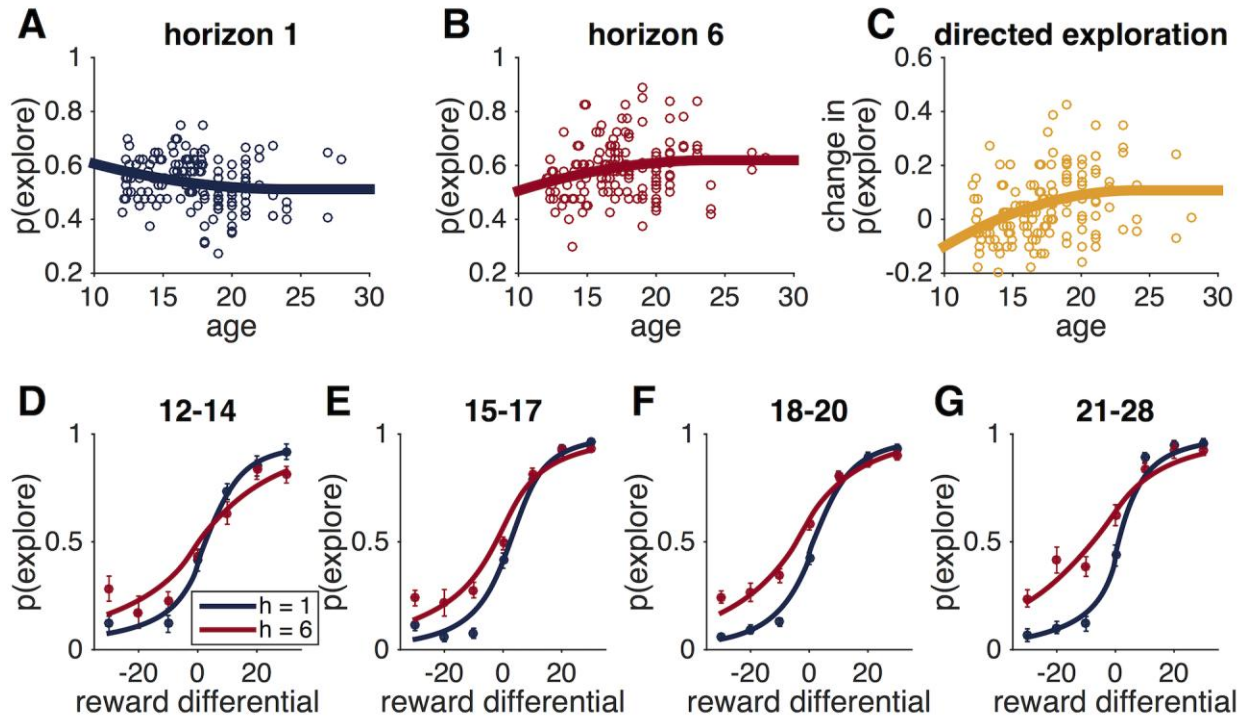 A horizon 1
p(explore)
1
0.8
0.6
0.4
0.2
10 15 20 25 30
age
B horizon 6
p(explore)
1
0.8
0.6
0.4
0.2
10 15 20 25 30
age
C directed exploration
change in
p(explore)
0.6
0.4
0.2
0
-0.2
10 15 20 25 30
age
D 12-14
p(explore)
1
0.5
0
h = 1
h = 6
-20 0 20
reward differential
E 15-17
p(explore)
1
0.5
0
-20 0 20
reward differential
F 18-20
p(explore)
1
0.5
0
-20 0 20
reward differential
G 21-28
p(explore)
1
0.5
0
-20 0 20
reward differential